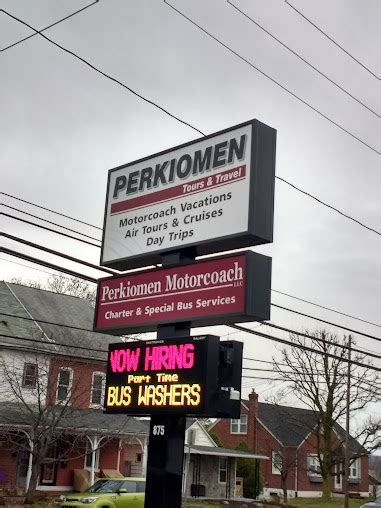 PERKIOMEN
Tours & Travel
Motorcoach Vacations
Air Tours & Cruises
Day Trips
Perkiomen Motorcoach LLC
Charter & Special Bus Services
NOW HIRING
Part Time
BUS WASHERS
875